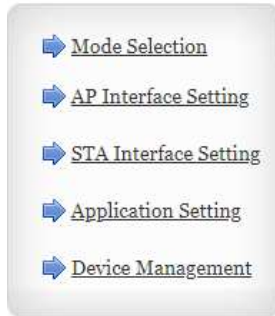 Mode Selection
AP Interface Setting
STA Interface Setting
Application Setting
Device Management